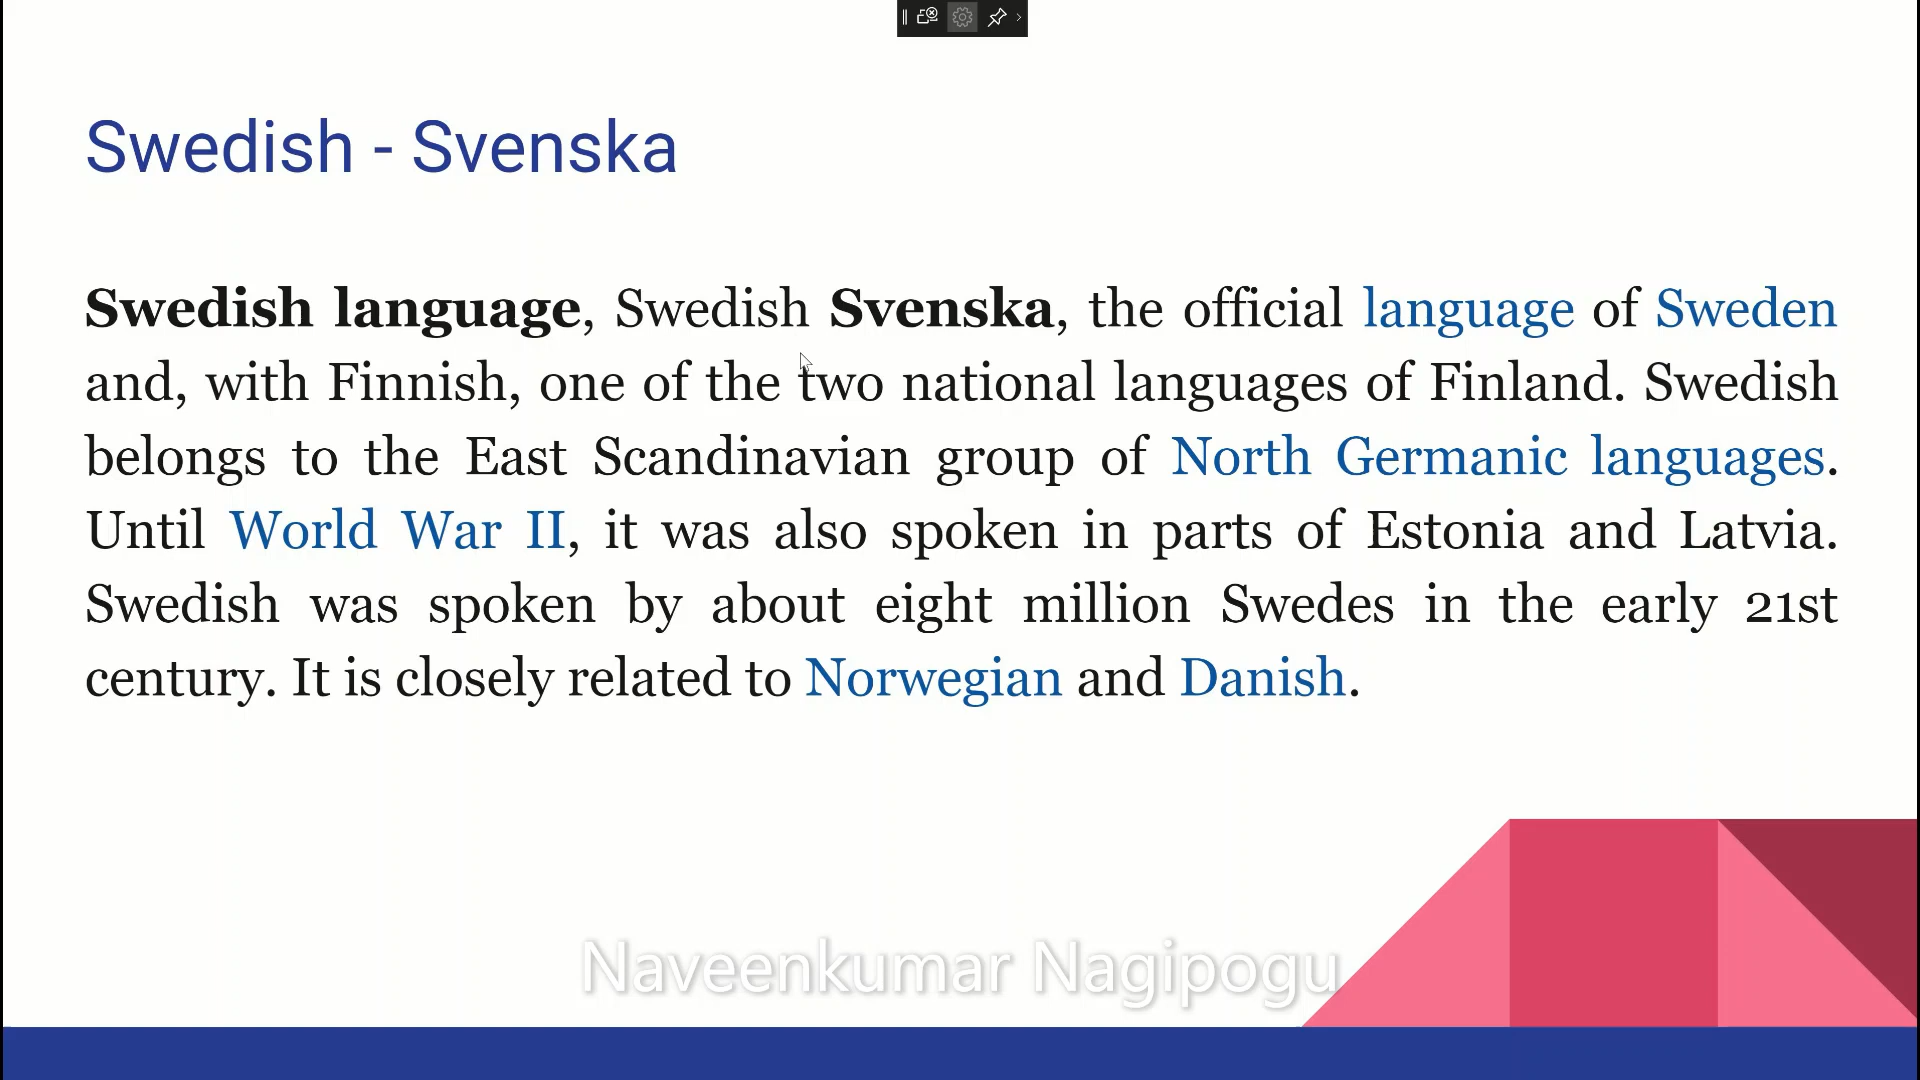 Swedish - Svenska
Swedish language, Swedish Svenska, the official language of Sweden
and, with Finnish, one of the two national languages of Finland. Swedish
belongs to the East Scandinavian group of North Germanic languages.
Until World War II, it was also spoken in parts of Estonia and Latvia.
Swedish was spoken by about eight million Swedes in the early 21st
century. It is closely related to Norwegian and Danish.
Naveenkumar Nagipogu